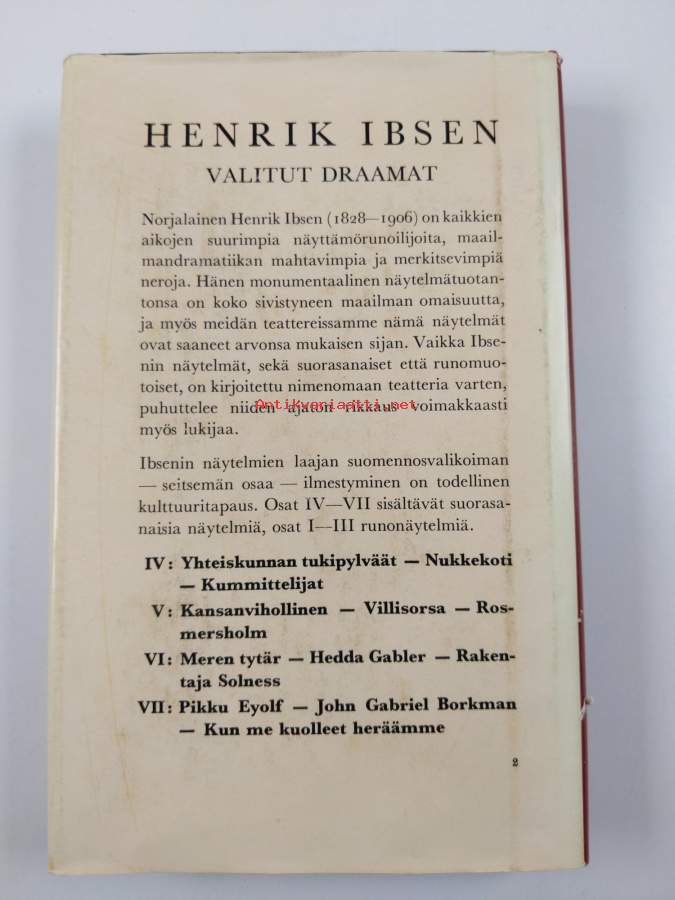 HENRIK IBSEN
VALITUT DRAAMAT
Norjalainen Henrik Ibsen (1828—1906) on kaikkien
aikojen suurimpia näyttämörunoilijoita, maail-
mandramatiikan mahtavimpia ja merkitsevimpiä
neroja. Hänen monumentaalinen näytelmätuotan-
tonsa on koko sivistyneen maailman omaisuutta,
ja myös meidän teattereissamme nämä näytelmät
ovat saaneet arvonsa mukaisen sijan. Vaikka Ibse-
nin näytelmät, sekä suorasanaiset että runomuo-
toiset, on kirjoitettu nimenomaan teatteria varten,
puhuttelee niiden ajaton rikkaus voimakkaasti
Antikvariaatti.net
myös lukijaa.
Ibsenin näytelmien laajan suomennosvalikoiman
— seitsemän osaa — ilmestyminen on todellinen
kulttuuritapaus. Osat IV—VII sisältävät suorasa-
naisia näytelmiä, osat I—III runonäytelmiä.
IV: Yhteiskunnan tukipylväät — Nukkekoti
— Kummittelijat
V: Kansanvihollinen — Villisorsa — Ros-
mersholm
VI: Meren tytär — Hedda Gabler — Raken-
taja Solness
VII: Pikku Eyolf — John Gabriel Borkman
— Kun me kuolleet heräämme
2